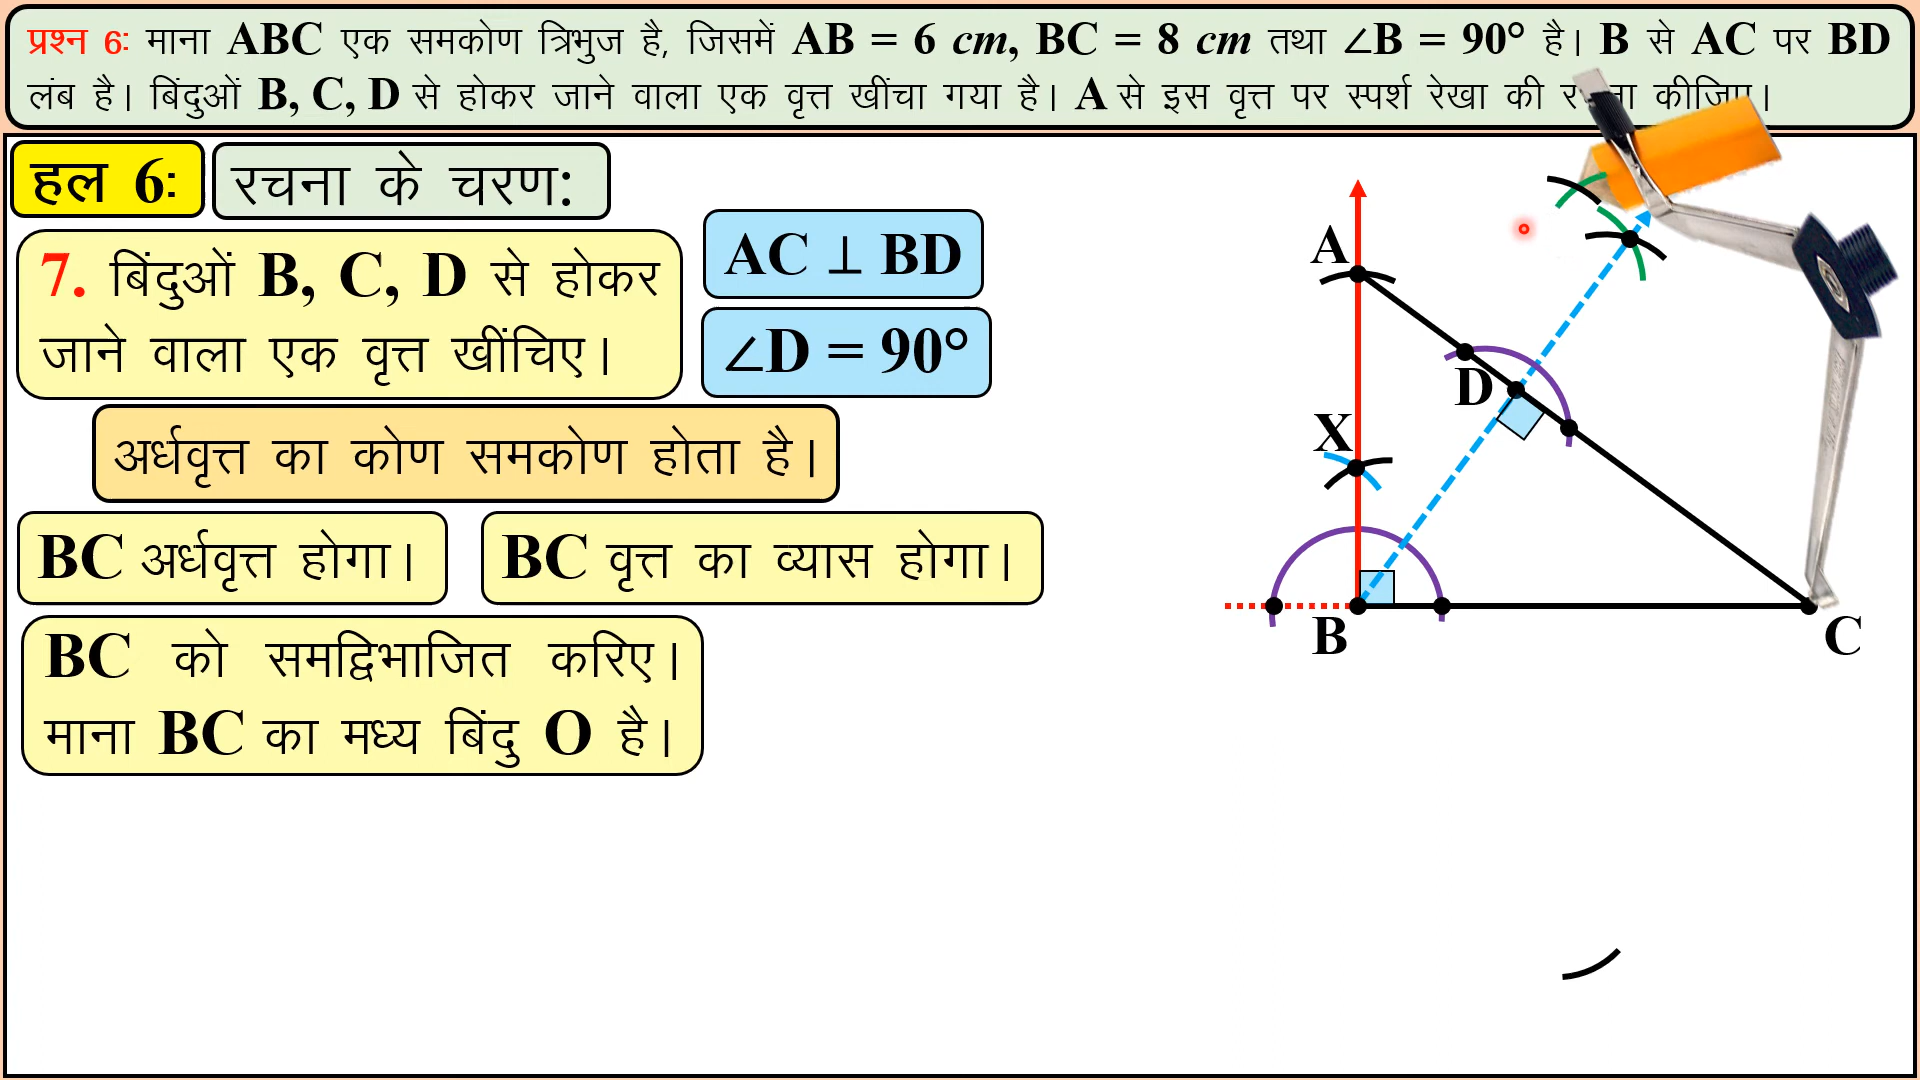 प्रश्न 6: माना ABC एक समकोण त्रिभुज है, जिसमें AB = 6 cm, BC = 8 cm तथा ∠B = 90° है। B से AC पर BD
लंब है। बिंदुओं B, C, D से होकर जाने वाला एक वृत्त खींचा गया है। A से इस वृत्त पर स्पर्श रेखा की कीजिए।
हल 6:
रचना के चरण:
7. बिंदुओं B, C, D से होकर
जाने वाला एक वृत्त खींचिए।
AC ⊥ BD
∠D = 90°
अर्धवृत्त का कोण समकोण होता है।
BC अर्धवृत्त होगा।
BC वृत्त का व्यास होगा।
BC को समद्विभाजित करिए।
माना BC का मध्य बिंदु O है।
A
D
X
B
C